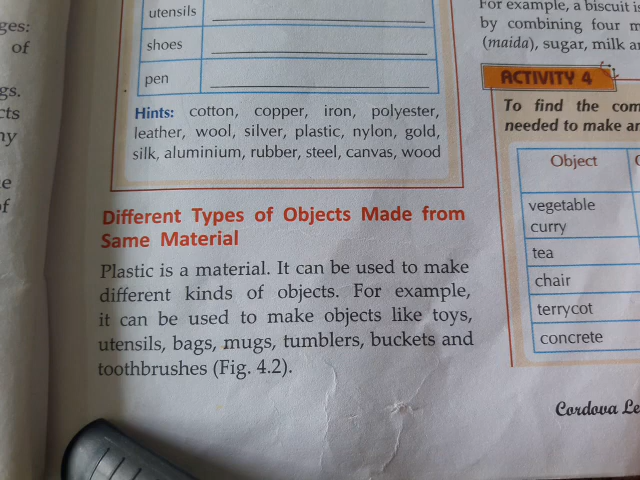 ges:
of
gs.
cts
ny
e
of
utensils
shoes
pen
Hints: cotton, copper, iron, polyester,
leather, wool, silver, plastic, nylon, gold,
silk, aluminium, rubber, steel, canvas, wood
Different Types of Objects Made from
Same Material
Plastic is a material. It can be used to make
different kinds of objects. For example,
it can be used to make objects like toys,
utensils, bags, mugs, tumblers, buckets and
toothbrushes (Fig. 4.2).
For example, a biscuit is
by combining four m
(maida), sugar, milk a
ACTIVITY 4
To find the com
needed to make an
Object
vegetable
curry
tea
chair
terrycot
concrete
Cordova Le